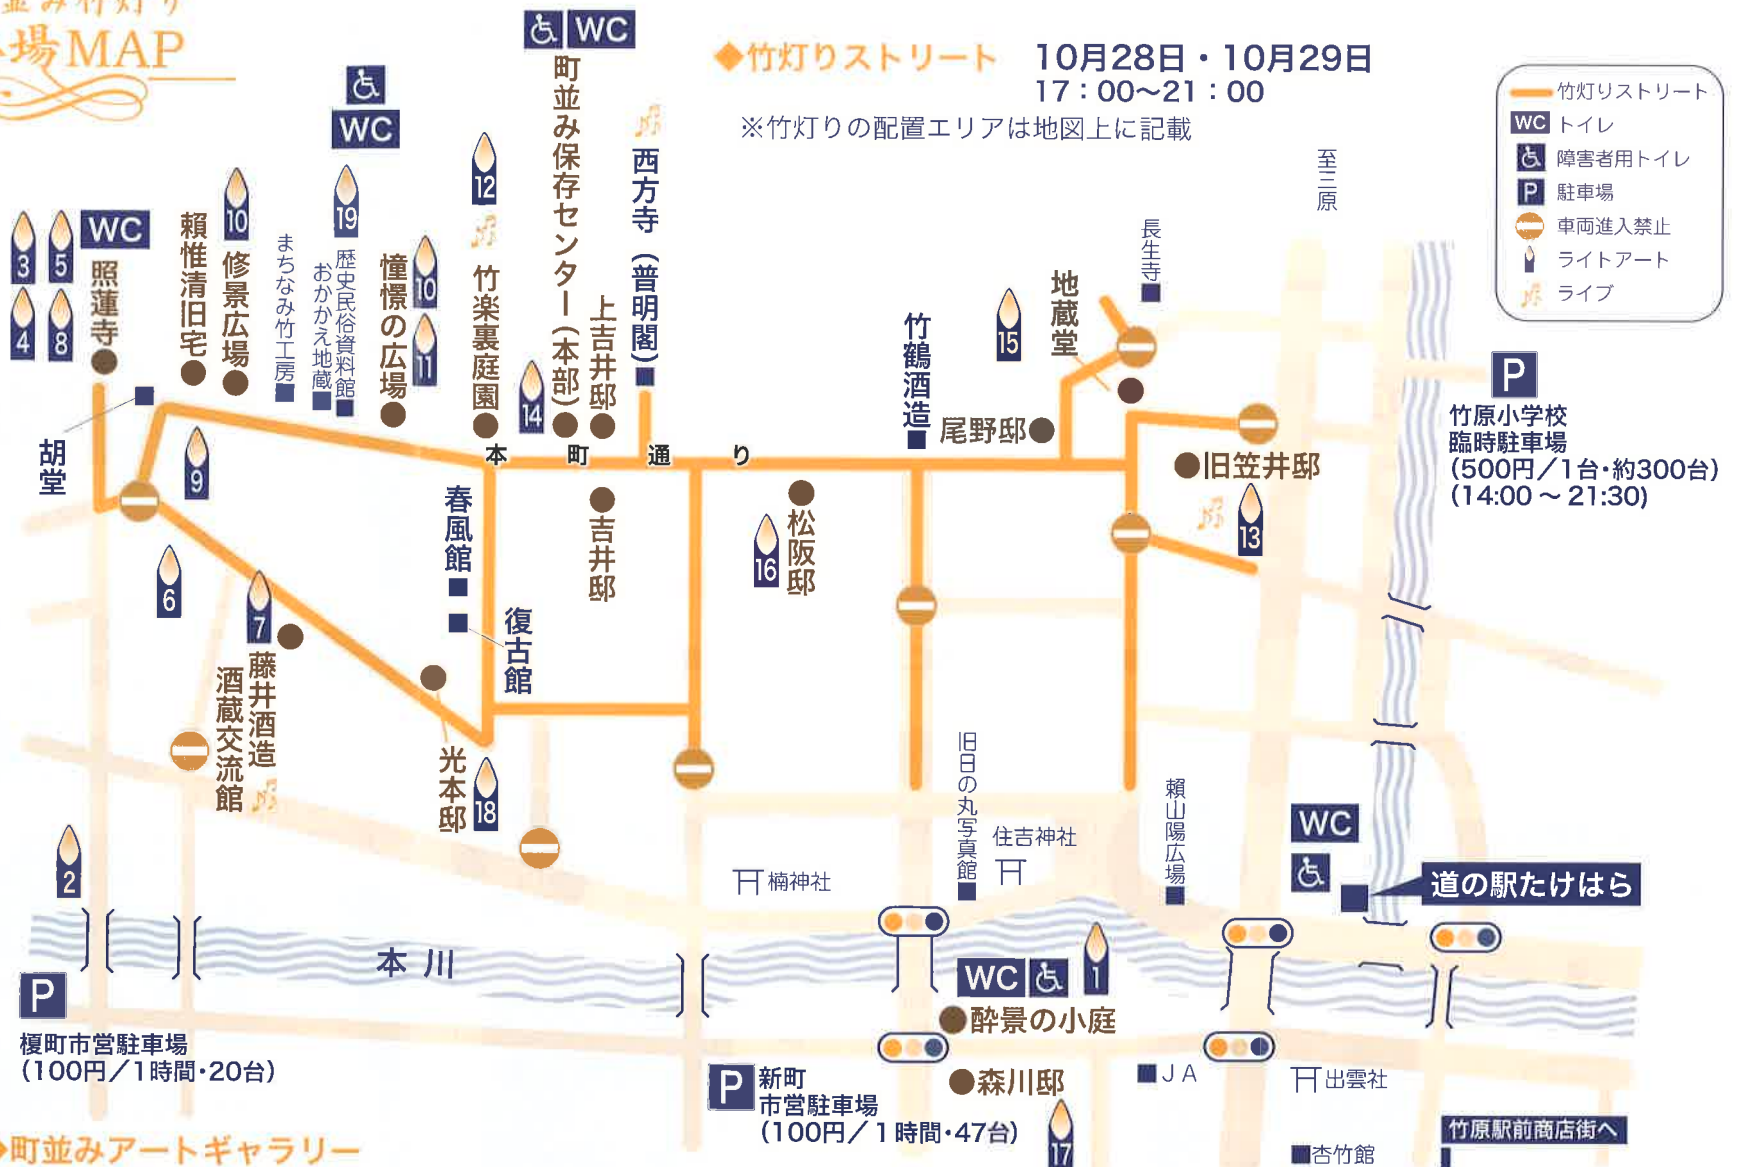 並み竹灯り
場MAP
◆竹灯りストリート 10月28日・10月29日
17:00〜21:00
※竹灯りの配置エリアは地図上に記載
竹灯りストリート
WC トイレ
障害者用トイレ
P 駐車場
車両進入禁止
ライトアート
ライブ
至三原
WC
WC
WC
3
5
4
8
照蓮寺
頼惟清旧宅
10
修景広場
まちなみ竹工房
おかかえ地蔵
19
歴史民俗資料館
憧憬の広場
10
11
12
竹楽裏庭園
14
町並み保存センター(本部)
上吉井邸
西方寺(普明閣)
竹鶴酒造
尾野邸
15
地蔵堂
長生寺
P
竹原小学校
臨時駐車場
(500円/1台・約300台)
(14:00〜21:30)
胡堂
9
本町通り
旧笠井邸
13
6
7
藤井酒造
酒蔵交流館
春風館
復古館
吉井邸
16
松阪邸
光本邸
18
2
楠神社
旧日の丸写真館
住吉神社
頼山陽広場
WC
道の駅たけはら
本川
P
榎町市営駐車場
(100円/1時間・20台)
WC
1
酔景の小庭
P
新町
市営駐車場
(100円/1時間・47台)
森川邸
17
JA
出雲社
竹原駅前商店街へ
杏竹館
◆町並みアートギャラリー